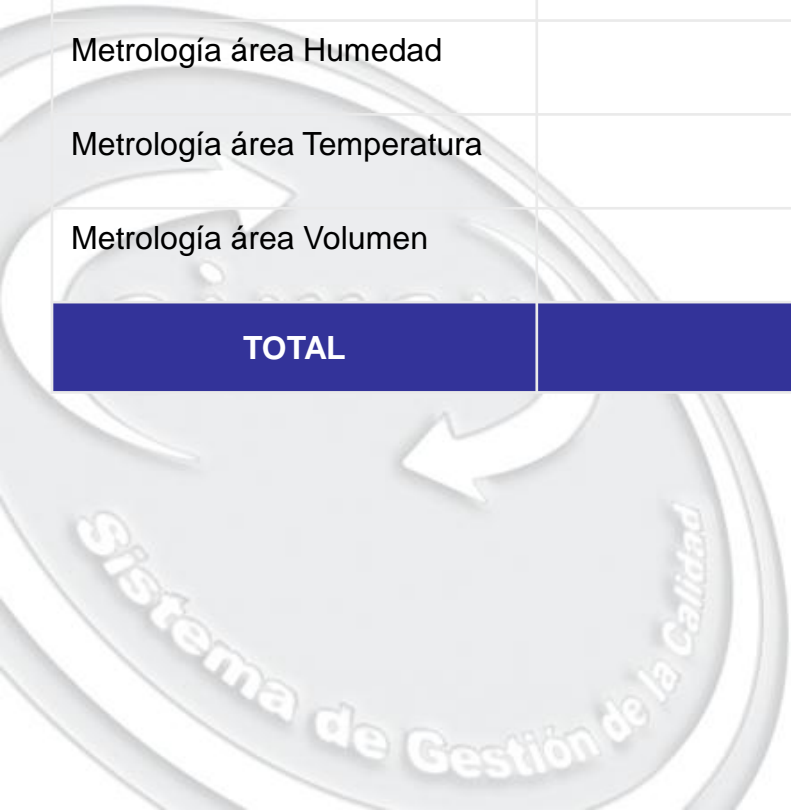 Metrología área Humedad
Metrología área Temperatura
Metrología área Volumen
TOTAL
Sistema de Gestión de la Calidad